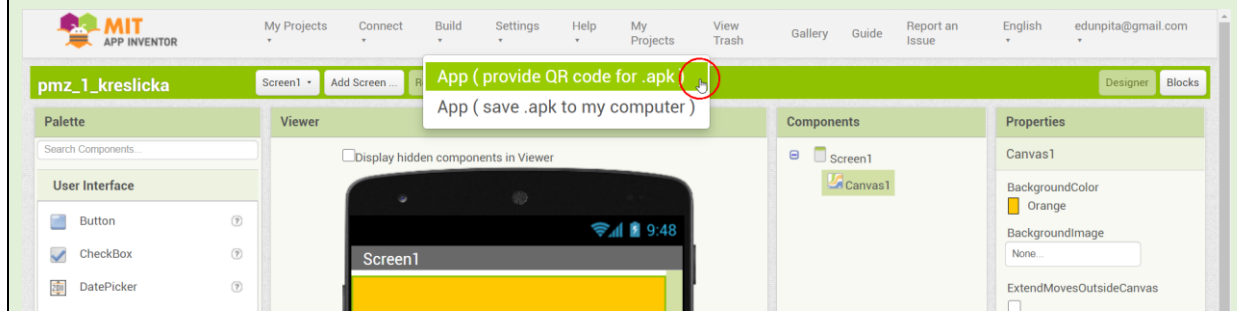 MIT
APP INVENTOR
My Projects
Connect
Build
Settings
Help
My Projects
View Trash
Gallery
Guide
Report an Issue
English
edunpita@gmail.com
pmz_1_kreslicka
Screen1
Add Screen ...
App ( provide QR code for .apk )
App ( save .apk to my computer )
Designer
Blocks
Palette
Viewer
Components
Properties
Search Components...
Display hidden components in Viewer
Screen1
Canvas1
Canvas1
User Interface
BackgroundColor
Orange
Button
BackgroundImage
9:48
CheckBox
Screen1
None...
DatePicker
ExtendMovesOutsideCanvas